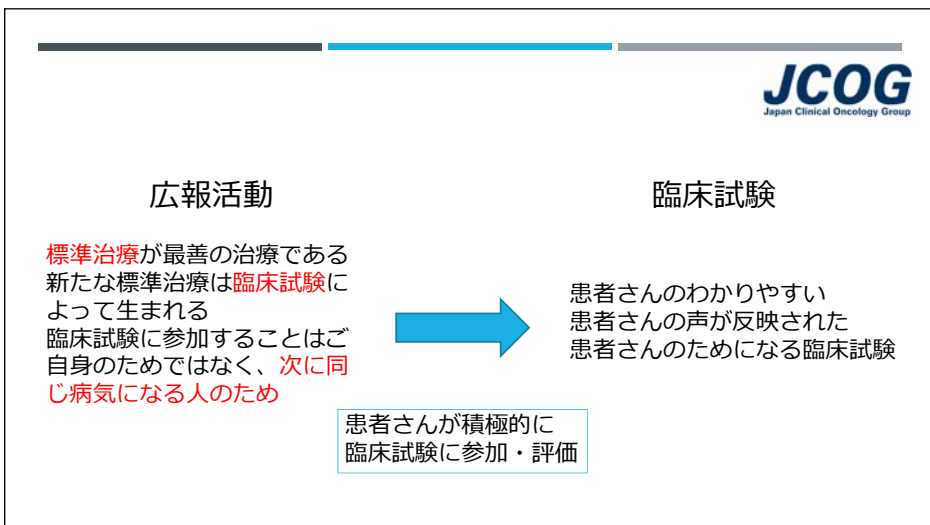 JCOG
Japan Clinical Oncology Group
広報活動
標準治療が最善の治療である
新たな標準治療は臨床試験に
よって生まれる
臨床試験に参加することはご
自身のためではなく、次に同
じ病気になる人のため
臨床試験
患者さんのわかりやすい
患者さんの声が反映された
患者さんのためになる臨床試験
患者さんが積極的に
臨床試験に参加・評価